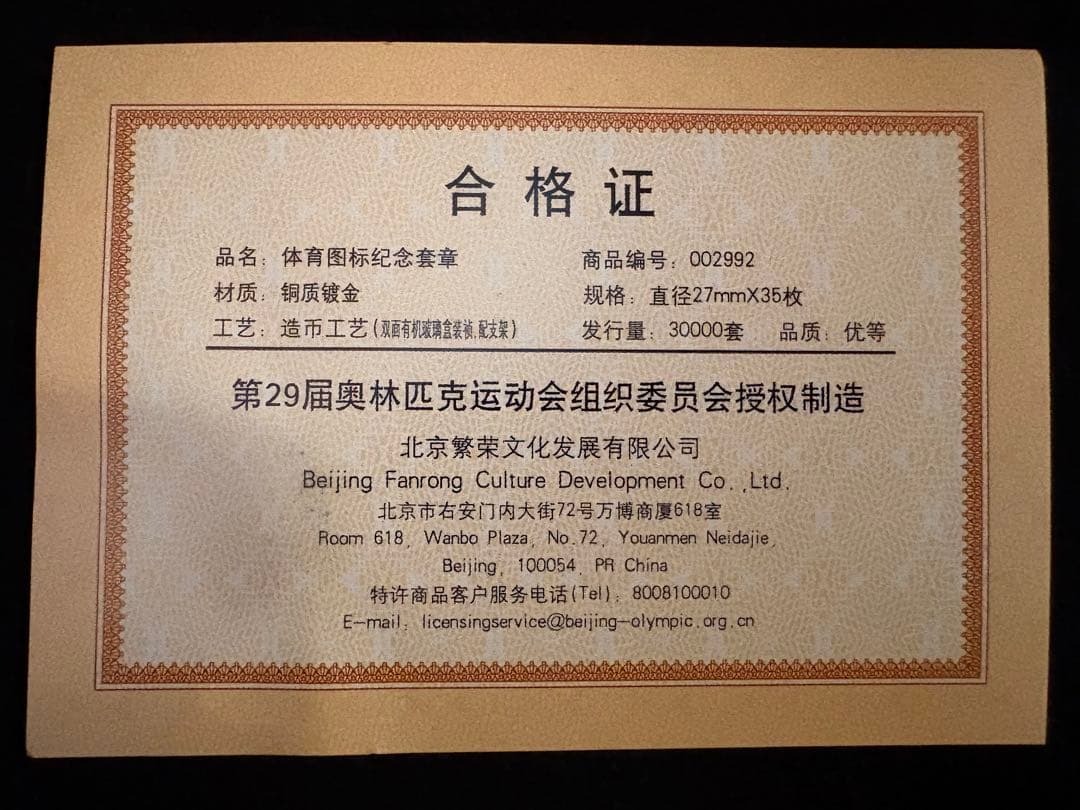 合格证
品名：体育图标纪念套章 商品编号：002992
材质：铜质镀金 规格：直径27mmX35枚
工艺：造币工艺(双面有机玻璃盒装祯,配支架) 发行量：30000套 品质：优等
第29届奥林匹克运动会组织委员会授权制造
北京繁荣文化发展有限公司
Beijing Fanrong Culture Development Co.,Ltd.
北京市右安门内大街72号万博商厦618室
Room 618, Wanbo Plaza, No.72, Youanmen Neidajie,
Beijing, 100054, PR China
特许商品客户服务电话(Tel)：8008100010
E-mail：licensingservice@beijing-olympic.org.cn